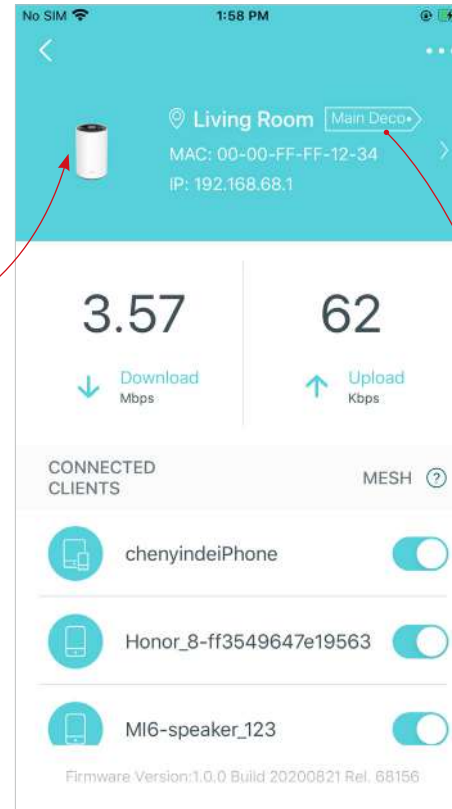 No SIM 1:58 PM
Living Room Main Deco
MAC: 00-00-FF-FF-12-34
IP: 192.168.68.1
3.57 62
Download Upload
Mbps Kbps
CONNECTED CLIENTS MESH ?
chenyindeiPhone
Honor_8-ff3549647e19563
MI6-speaker_123
Firmware Version:1.0.0 Build 20200821 Rel. 68156